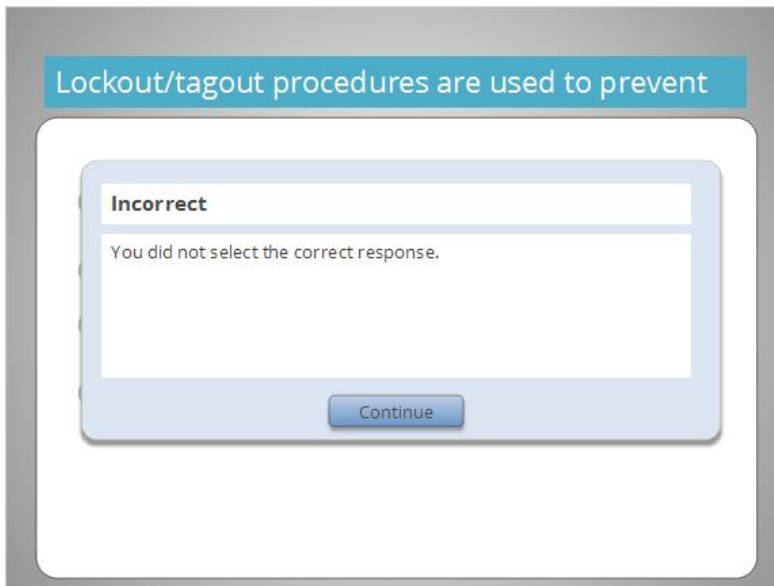 Lockout/tagout procedures are used to prevent
Incorrect
You did not select the correct response.
Continue